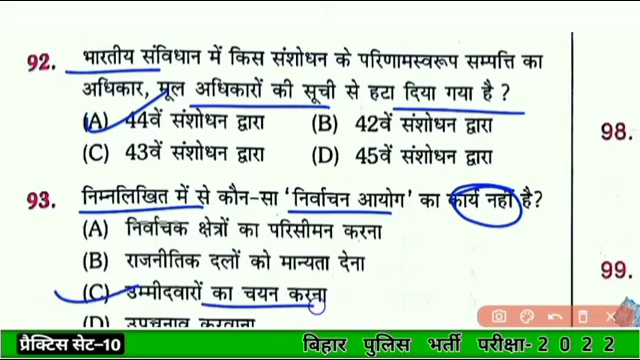 92. भारतीय संविधान में किस संशोधन के परिणामस्वरूप सम्पत्ति का
अधिकार, मूल अधिकारों की सूची से हटा दिया गया है ?
(A) 44वें संशोधन द्वारा (B) 42वें संशोधन द्वारा
(C) 43वें संशोधन द्वारा (D) 45वें संशोधन द्वारा
93. निम्नलिखित में से कौन-सा ‘निर्वाचन आयोग’ का कार्य नहीं है?
(A) निर्वाचक क्षेत्रों का परिसीमन करना
(B) राजनीतिक दलों को मान्यता देना
(C) उम्मीदवारों का चयन करना
(D) उपचुनाव करवाना
98.
99.
प्रैक्टिस सेट–10 बिहार पुलिस भर्ती परीक्षा-2022